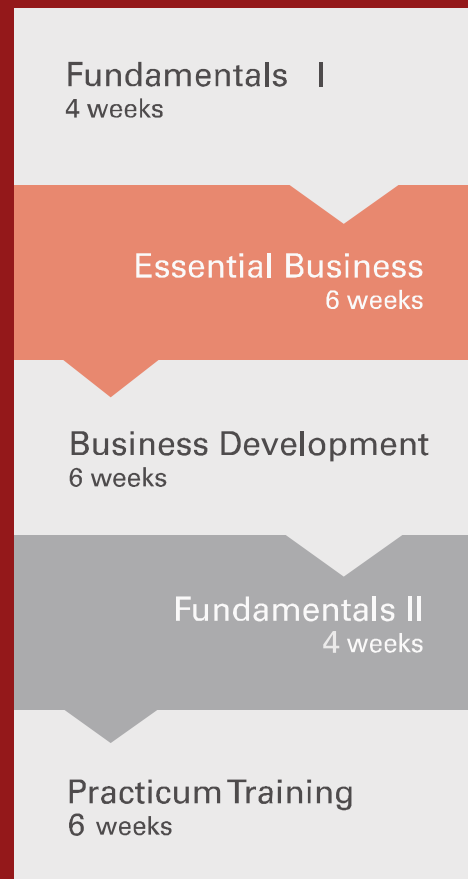 Fundamentals I
4 weeks
Essential Business
6 weeks
Business Development
6 weeks
Fundamentals II
4 weeks
Practicum Training
6 weeks